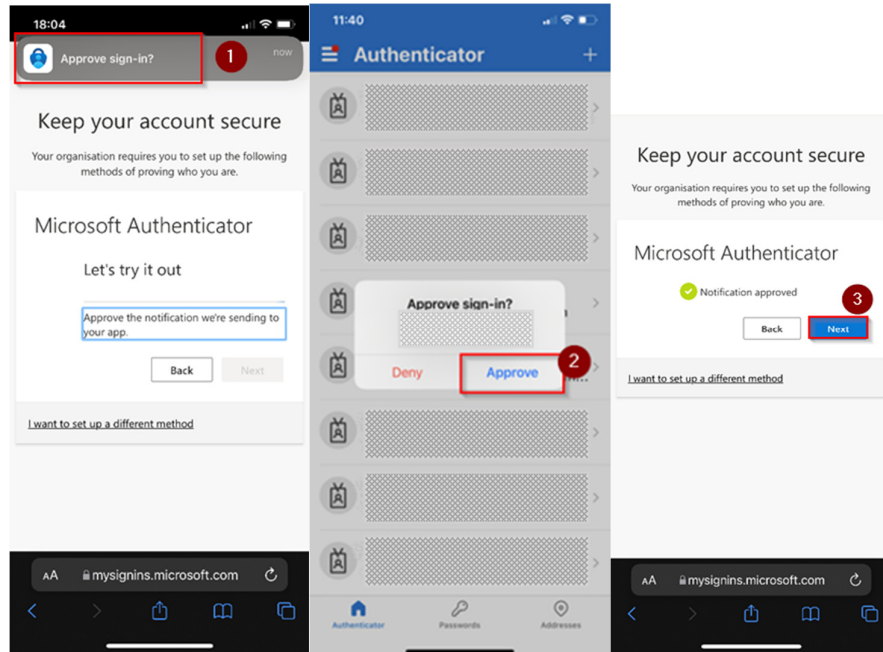 18:04
Approve sign-in?
1
now
Keep your account secure
Your organisation requires you to set up the following
methods of proving who you are.
Microsoft Authenticator
Let's try it out
Approve the notification we're sending to
your app.
Back
Next
I want to set up a different method
AA
mysignins.microsoft.com
11:40
Authenticator
Approve sign-in?
2
Deny
Approve
Authenticator
Passwords
Addresses
Keep your account secure
Your organisation requires you to set up the following
methods of proving who you are.
Microsoft Authenticator
Notification approved
3
Back
Next
I want to set up a different method
AA
mysignins.microsoft.com